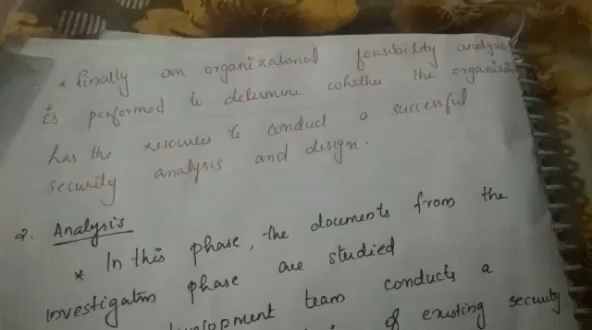 * Finally an organizational feasibility analysis
is performed to determine whether the organiza
has the resources to conduct a successful
security analysis and design.
2. Analysis
* In this phase, the documents from the
investigation phase are studied
development team conducts a
of existing security